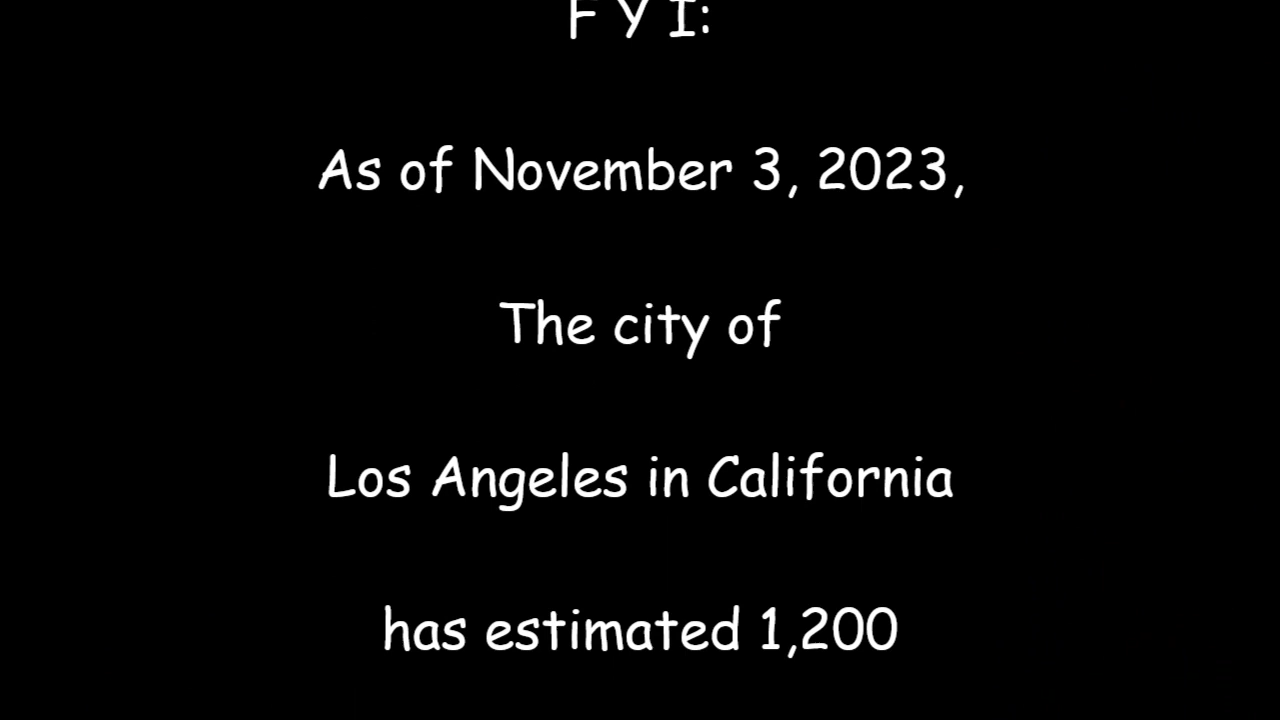 F Y I:
As of November 3, 2023,
The city of
Los Angeles in California
has estimated 1,200